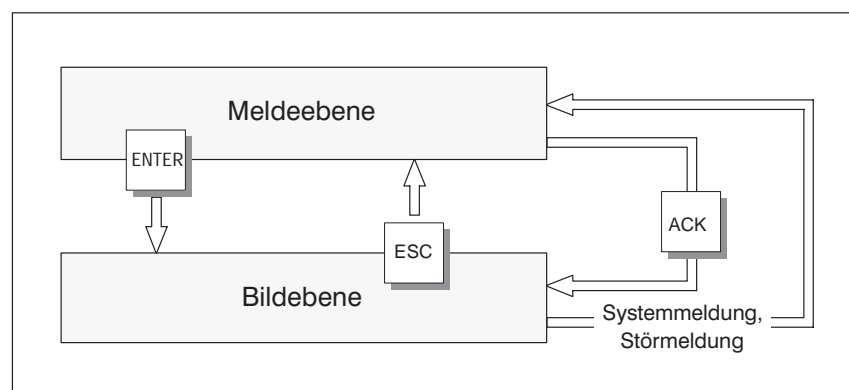 Meldeebene
ENTER
ACK
ESC
Bildebene
Systemmeldung,
Störmeldung